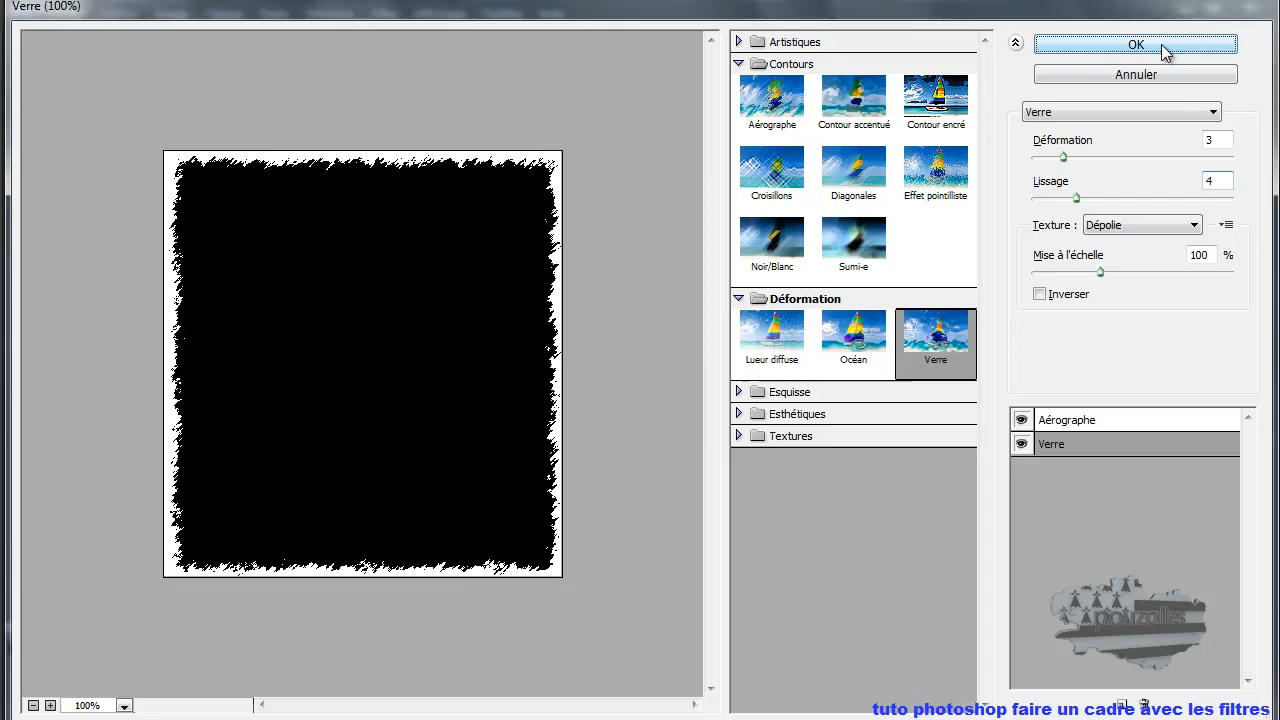 Verre (100%)
Artistiques
Contours
Aérographe
Contour accentué
Contour encré
Croisillons
Diagonales
Effet pointilliste
Noir/Blanc
Sumi-e
Déformation
Lueur diffuse
Océan
Verre
Esquisse
Esthétiques
Textures
100%
OK
Annuler
Verre
Déformation 3
Lissage 4
Texture : Dépolie
Mise à l'échelle 100 %
Inverser
Aérographe
Verre
pouzelles
tuto photoshop faire un cadre avec les filtres